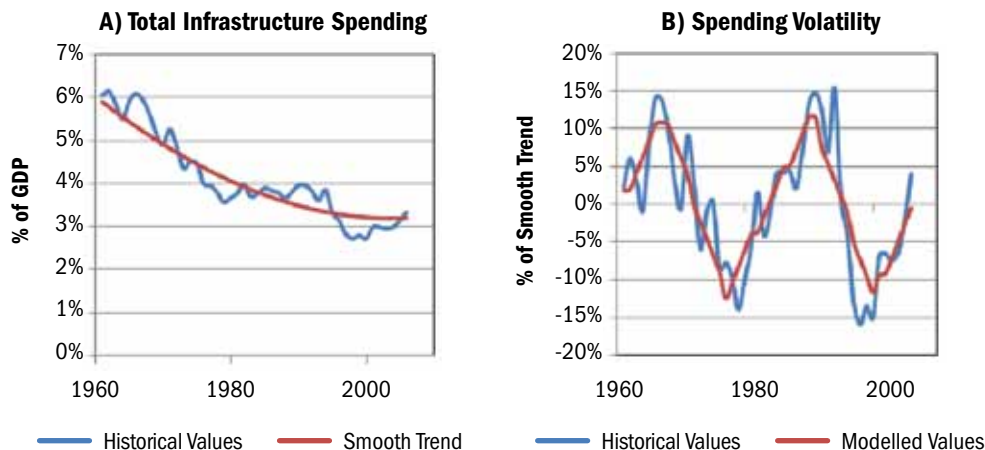 A) Total Infrastructure Spending
% of GDP
7%
6%
5%
4%
3%
2%
1%
0%
1960 1980 2000
Historical Values Smooth Trend
B) Spending Volatility
% of Smooth Trend
20%
15%
10%
5%
0%
-5%
-10%
-15%
-20%
1960 1980 2000
Historical Values Modelled Values